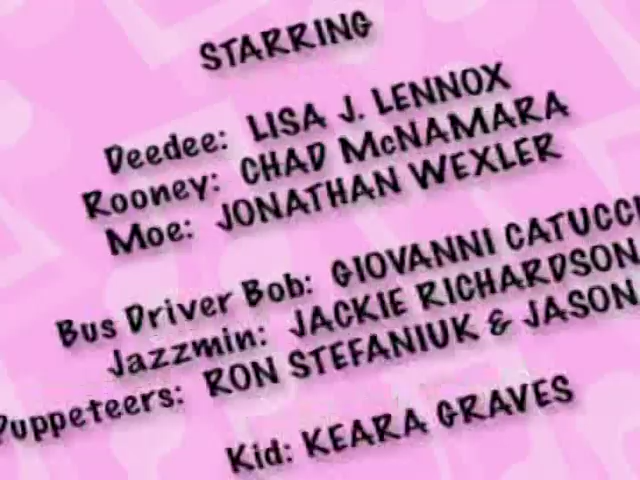 STARRING
Deedee: LISA J. LENNOX
Rooney: CHAD McNAMARA
Moe: JONATHAN WEXLER
Bus Driver Bob: GIOVANNI CATUCCI
Jazzmin: JACKIE RICHARDSON
Puppeteers: RON STEFANIUK & JASON
Kid: KEARA GRAVES